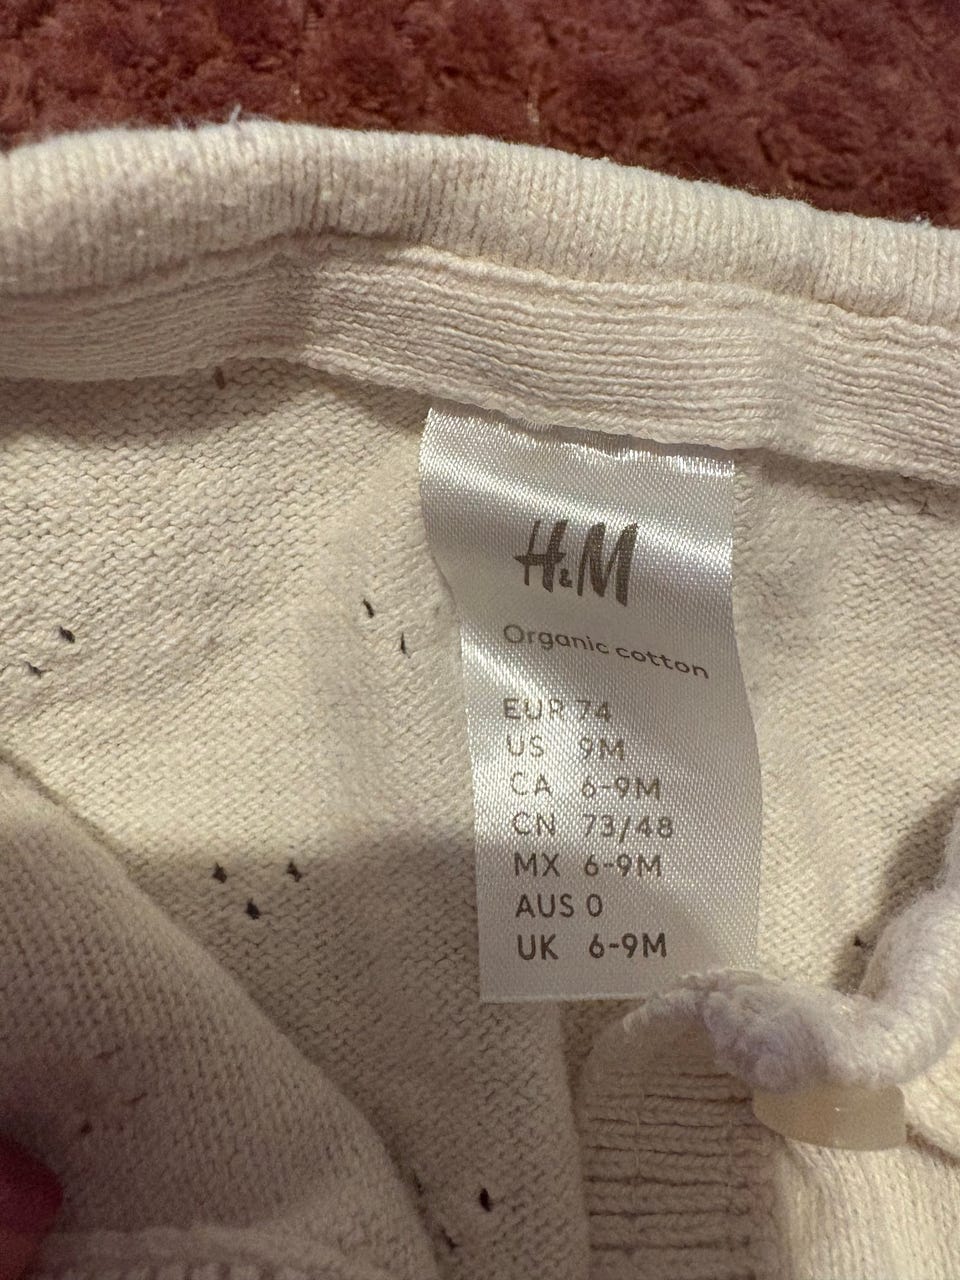 H&M
Organic cotton
EUR 74
US 9M
CA 6-9M
CN 73/48
MX 6-9M
AUS 0
UK 6-9M